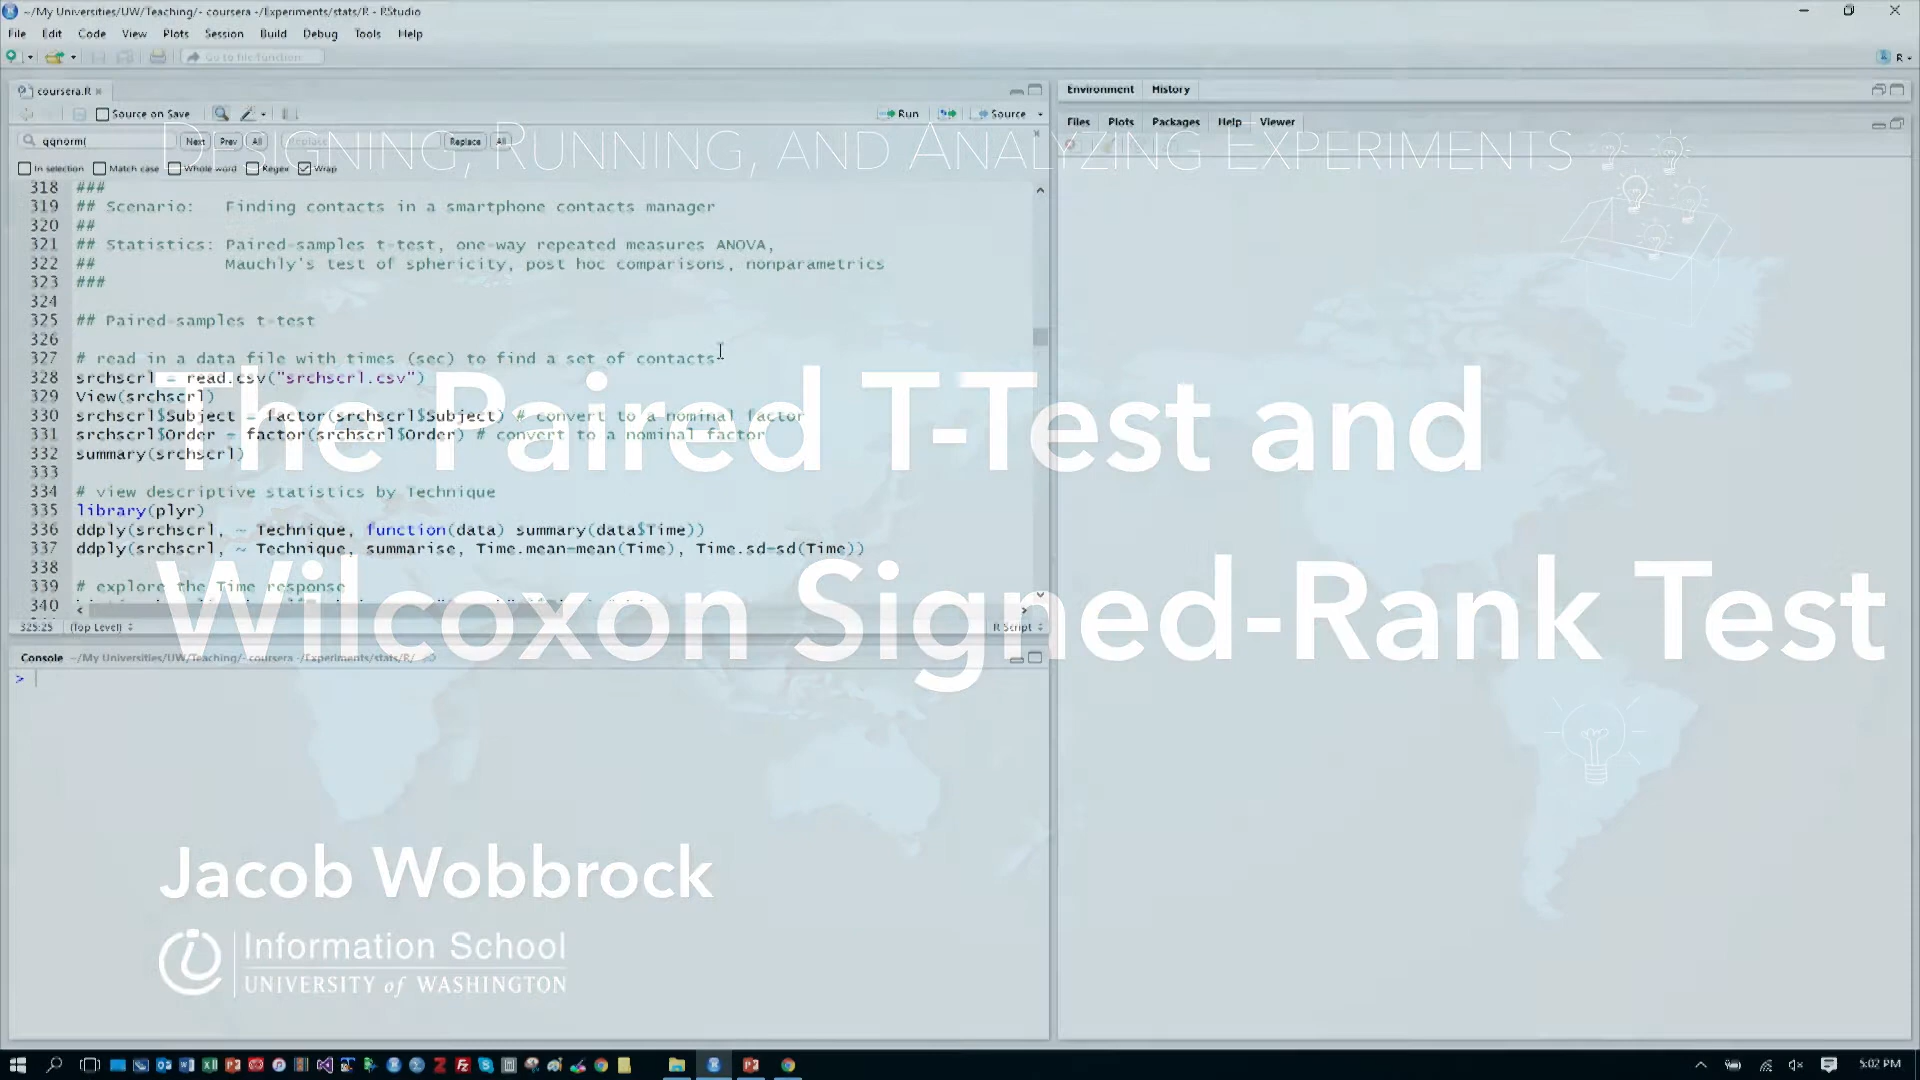 ~/My Universities/UW/Teaching/- coursera -/Experiments/stats/R - RStudio
File Edit Code View Plots Session Build Debug Tools Help
Go to file/function
R
coursera.R
Source on Save
Run
Source
qqnorm(
Next Prev All
Replace
Replace All
In selection Match case Whole word Regex Wrap
318 ###
319 ## Scenario: Finding contacts in a smartphone contacts manager
320 ##
321 ## Statistics: Paired-samples t-test, one-way repeated measures ANOVA,
322 ## Mauchly's test of sphericity, post hoc comparisons, nonparametrics
323 ###
324
325 ## Paired-samples t-test
326
327 # read in a data file with times (sec) to find a set of contacts
328 srchscrl = read.csv("srchscrl.csv")
329 View(srchscrl)
330 srchscrl$Subject = factor(srchscrl$Subject) # convert to a nominal factor
331 srchscrl$Order = factor(srchscrl$Order) # convert to a nominal factor
332 summary(srchscrl)
333
334 # view descriptive statistics by Technique
335 library(plyr)
336 ddply(srchscrl, ~ Technique, function(data) summary(data$Time))
337 ddply(srchscrl, ~ Technique, summarise, Time.mean=mean(Time), Time.sd=sd(Time))
338
339 # explore the Time response
340
325:25 (Top Level) R Script
Console ~/My Universities/UW/Teaching/- coursera -/Experiments/stats/R/
>
Environment History
Files Plots Packages Help Viewer
Designing, Running, and Analyzing Experiments
The Paired T-Test and
Wilcoxon Signed-Rank Test
Jacob Wobbrock
Information School
UNIVERSITY of WASHINGTON
5:02 PM